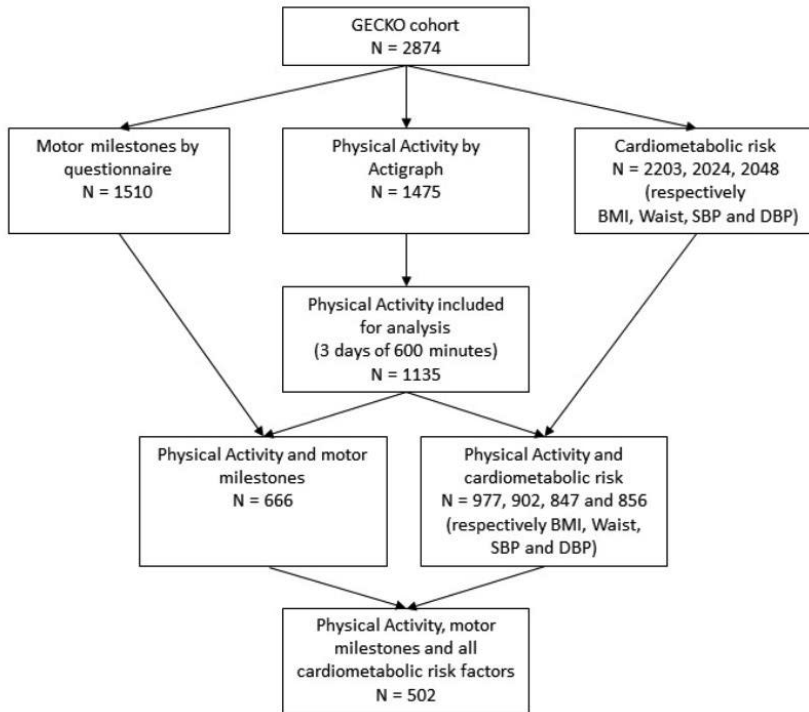 GECKO cohort
N = 2874
Motor milestones by
questionnaire
N = 1510
Physical Activity by
Actigraph
N = 1475
Cardiometabolic risk
N = 2203, 2024, 2048
(respectively
BMI, Waist, SBP and DBP)
Physical Activity included
for analysis
(3 days of 600 minutes)
N = 1135
Physical Activity and motor
milestones
N = 666
Physical Activity and
cardiometabolic risk
N = 977, 902, 847 and 856
(respectively BMI, Waist,
SBP and DBP)
Physical Activity, motor
milestones and all
cardiometabolic risk factors
N = 502